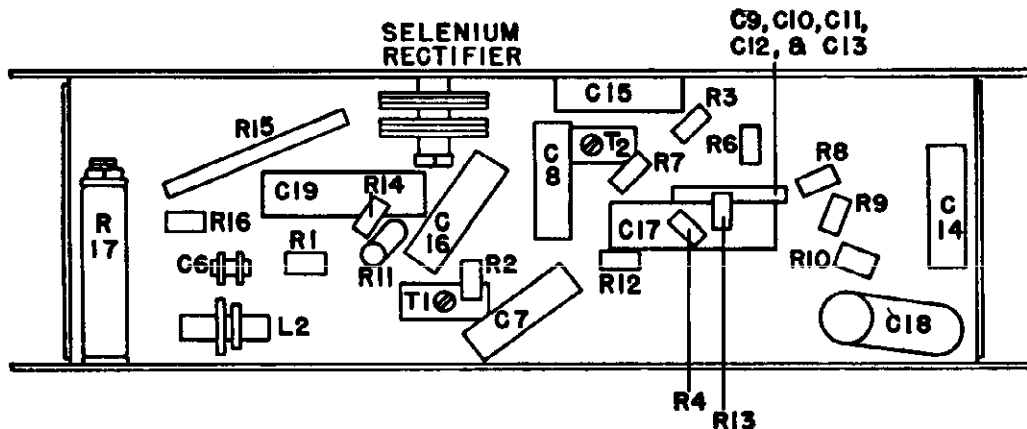 SELENIUM
RECTIFIER
C9, C10, C11,
C12, & C13
C15
R3
R15
T2
R6
C
8
R7
R8
R
17
C19
R14
C
16
R9
C
14
R16
C17
R1
C6
R11
R2
R12
R10
T1
C7
C18
L2
R4
R13